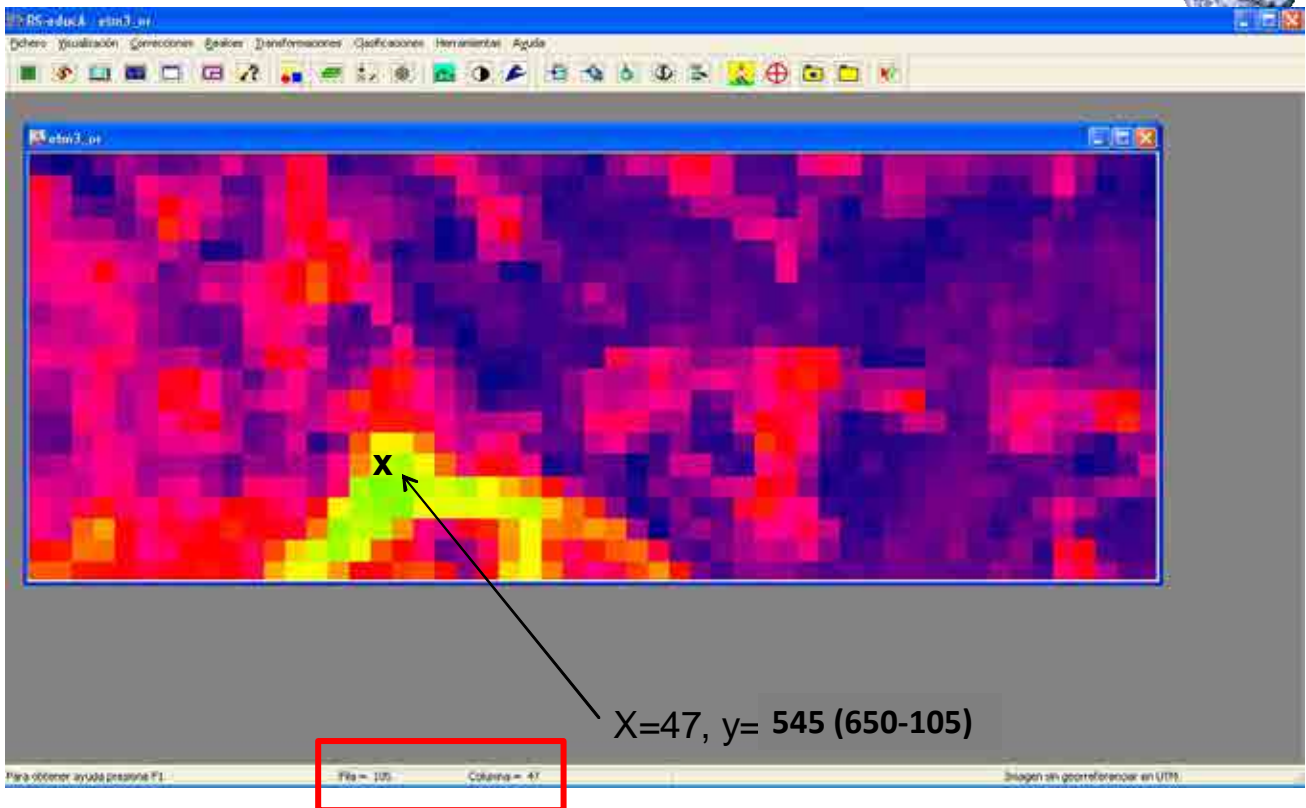 RS-educA etm3_or
Fichero Visualización Correcciones Realces Transformaciones Clasificaciones Herramientas Ayuda
etm3_or
X
X=47, y= 545 (650-105)
Para obtener ayuda presione F1 Fila = 105 Columna = 47 Imagen sin georreferenciar en UTM